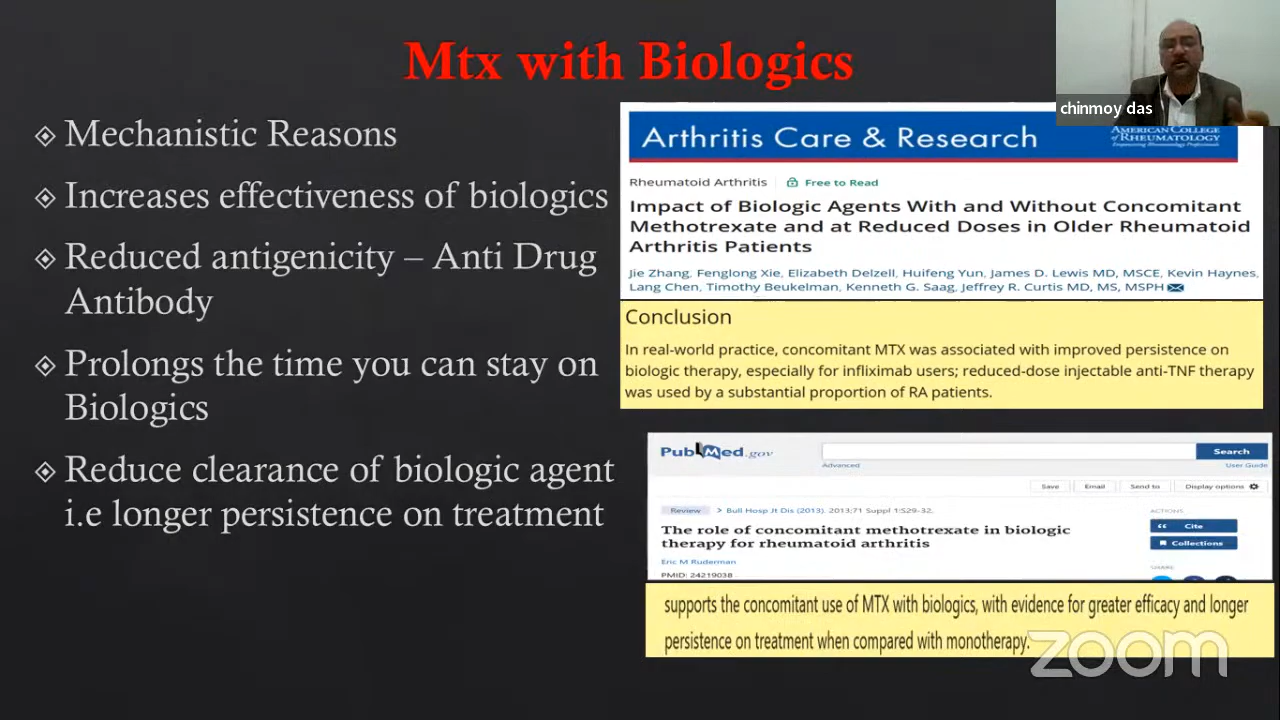 Mtx with Biologics
chinmoy das
Mechanistic Reasons
Increases effectiveness of biologics
Reduced antigenicity – Anti Drug
Antibody
Prolongs the time you can stay on
Biologics
Reduce clearance of biologic agent
i.e longer persistence on treatment
Arthritis Care & Research
AMERICAN COLLEGE
OF RHEUMATOLOGY
Empowering Rheumatology Professionals
Rheumatoid Arthritis Free to Read
Impact of Biologic Agents With and Without Concomitant
Methotrexate and at Reduced Doses in Older Rheumatoid
Arthritis Patients
Jie Zhang, Fenglong Xie, Elizabeth Delzell, Huifeng Yun, James D. Lewis MD, MSCE, Kevin Haynes,
Lang Chen, Timothy Beukelman, Kenneth G. Saag, Jeffrey R. Curtis MD, MS, MSPH
Conclusion
In real-world practice, concomitant MTX was associated with improved persistence on
biologic therapy, especially for infliximab users; reduced-dose injectable anti-TNF therapy
was used by a substantial proportion of RA patients.
PubMed.gov
Search
Advanced
User Guide
Save Email Send to Display options
Review > Bull Hosp Jt Dis (2013). 2013;71 Suppl 1:S29-32.
ACTIONS
The role of concomitant methotrexate in biologic
therapy for rheumatoid arthritis
Cite
Collections
Eric M Ruderman
SHARE
PMID: 24219038
supports the concomitant use of MTX with biologics, with evidence for greater efficacy and longer
persistence on treatment when compared with monotherapy.
zoom